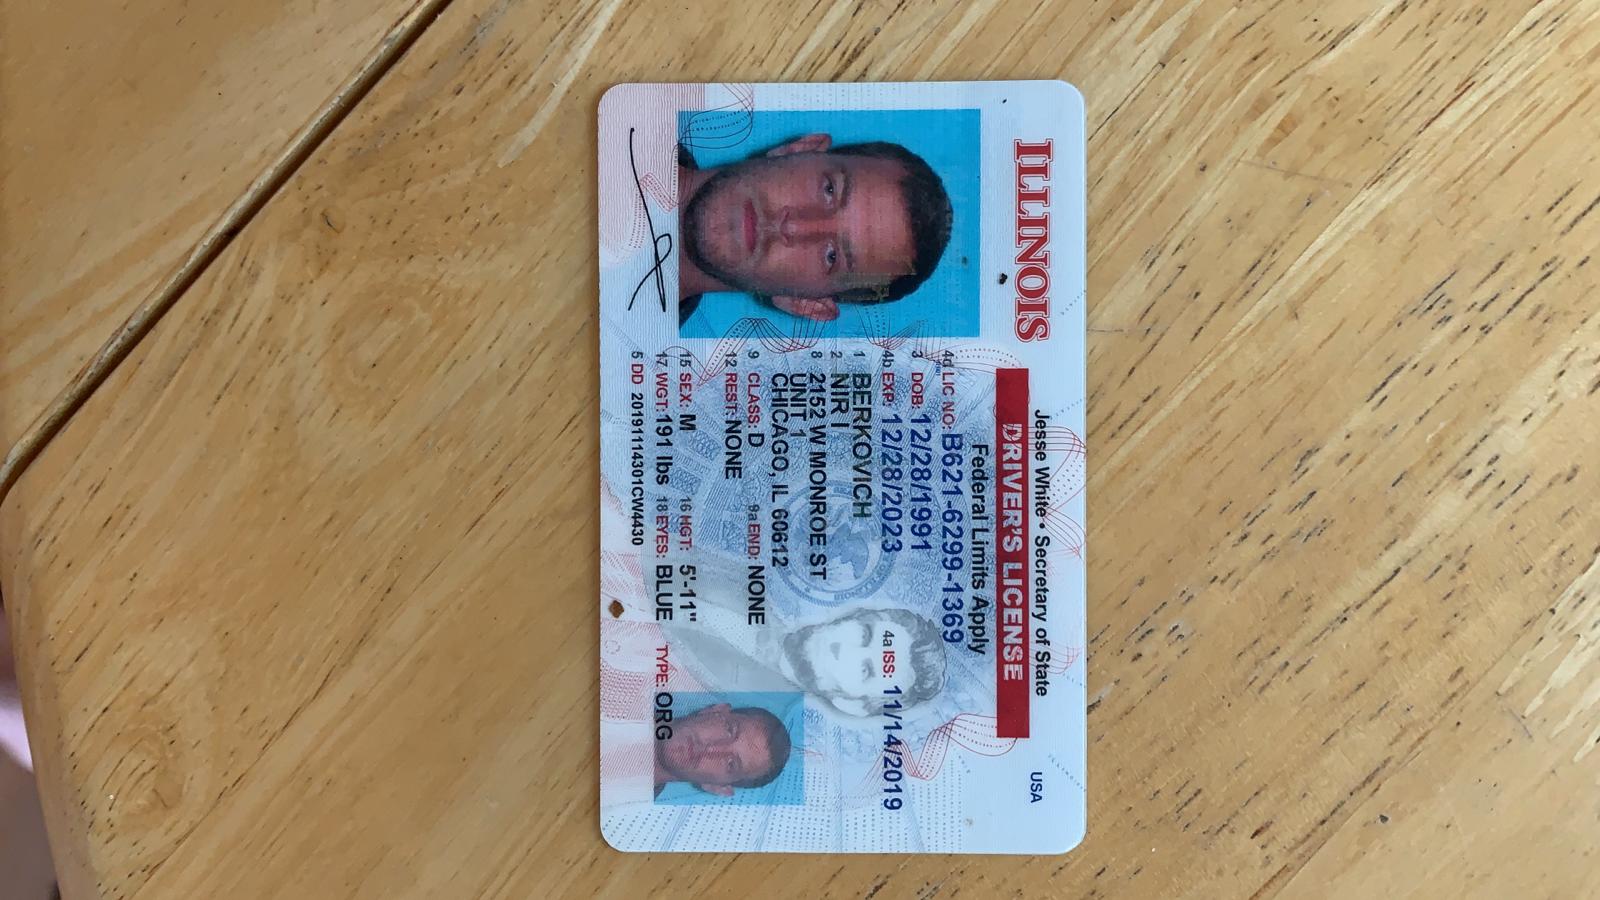 ILLINOIS
Jesse White • Secretary of State
USA
DRIVER'S LICENSE
Federal Limits Apply
4d LIC NO: B621-6299-1369
3 DOB: 12/28/1991
4b EXP: 12/28/2023 4a ISS: 11/14/2019
1 BERKOVICH
2 NIR I
8 2152 W MONROE ST
UNIT 1
CHICAGO, IL 60612
9 CLASS: D 9a END: NONE
12 REST: NONE
15 SEX: M 16 HGT: 5'-11"
17 WGT: 191 lbs 18 EYES: BLUE TYPE: ORG
5 DD 20191114301CW4430